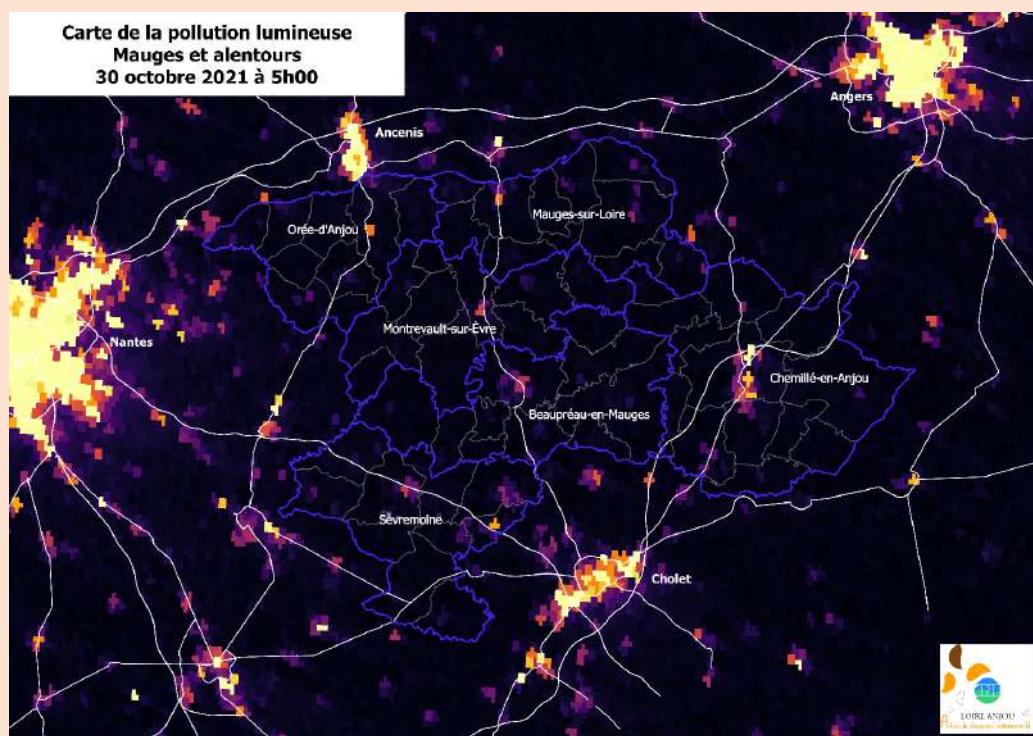 Carte de la pollution lumineuse
Mauges et alentours
30 octobre 2021 à 5h00
Angers
Ancenis
Mauges-sur-Loire
Orée-d'Anjou
Montrevault-sur-Èvre
Nantes
Chemillé-en-Anjou
Beaupréau-en-Mauges
Sèvremoine
Cholet
CPIE
LOIRE ANJOU